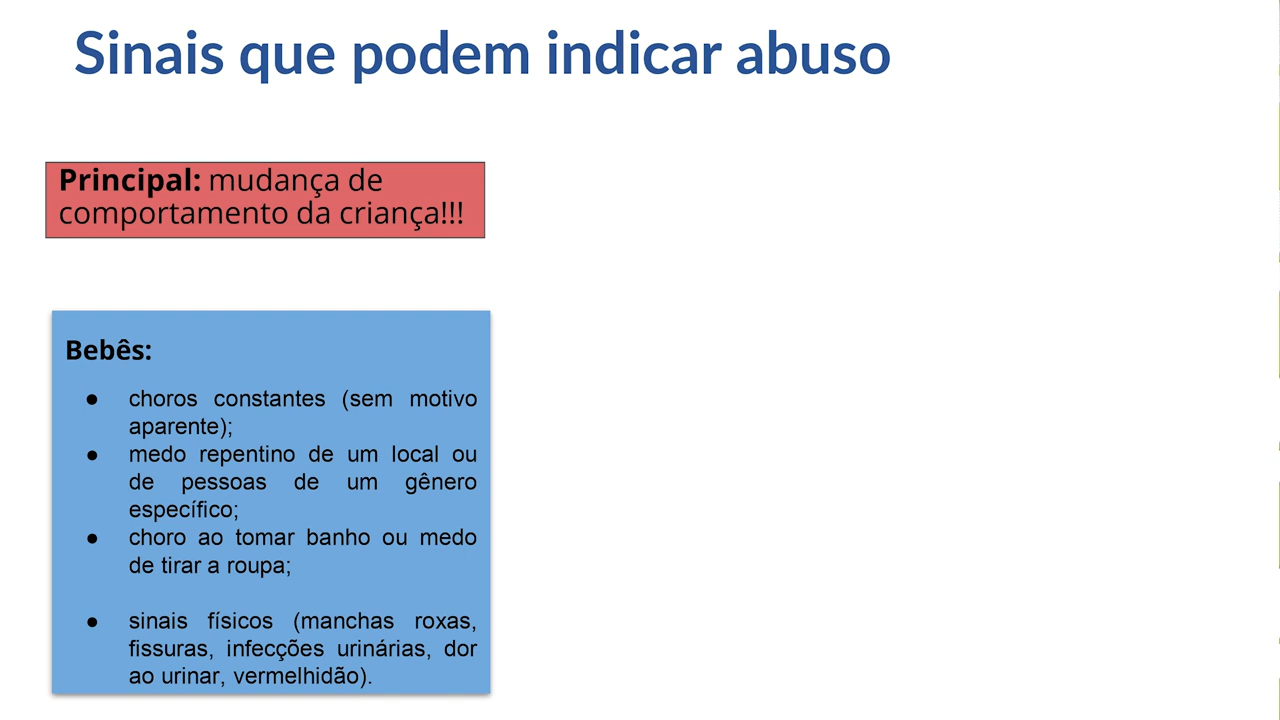 Sinais que podem indicar abuso
Principal: mudança de
comportamento da criança!!!
Bebês:
● choros constantes (sem motivo
aparente);
● medo repentino de um local ou
de pessoas de um gênero
específico;
● choro ao tomar banho ou medo
de tirar a roupa;
● sinais físicos (manchas roxas,
fissuras, infecções urinárias, dor
ao urinar, vermelhidão).